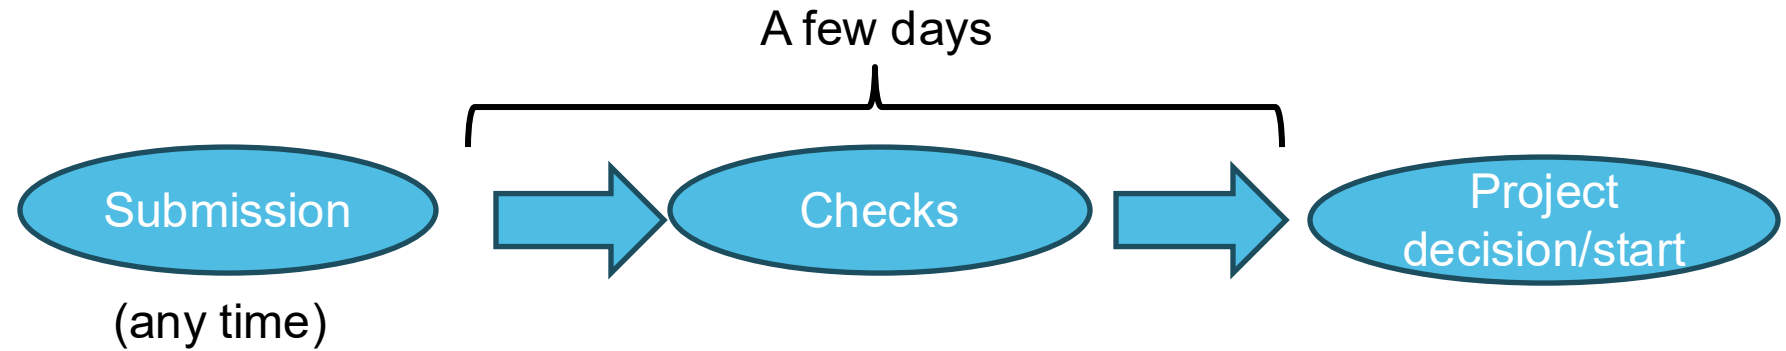 A few days
Submission
Checks
Project
decision/start
(any time)